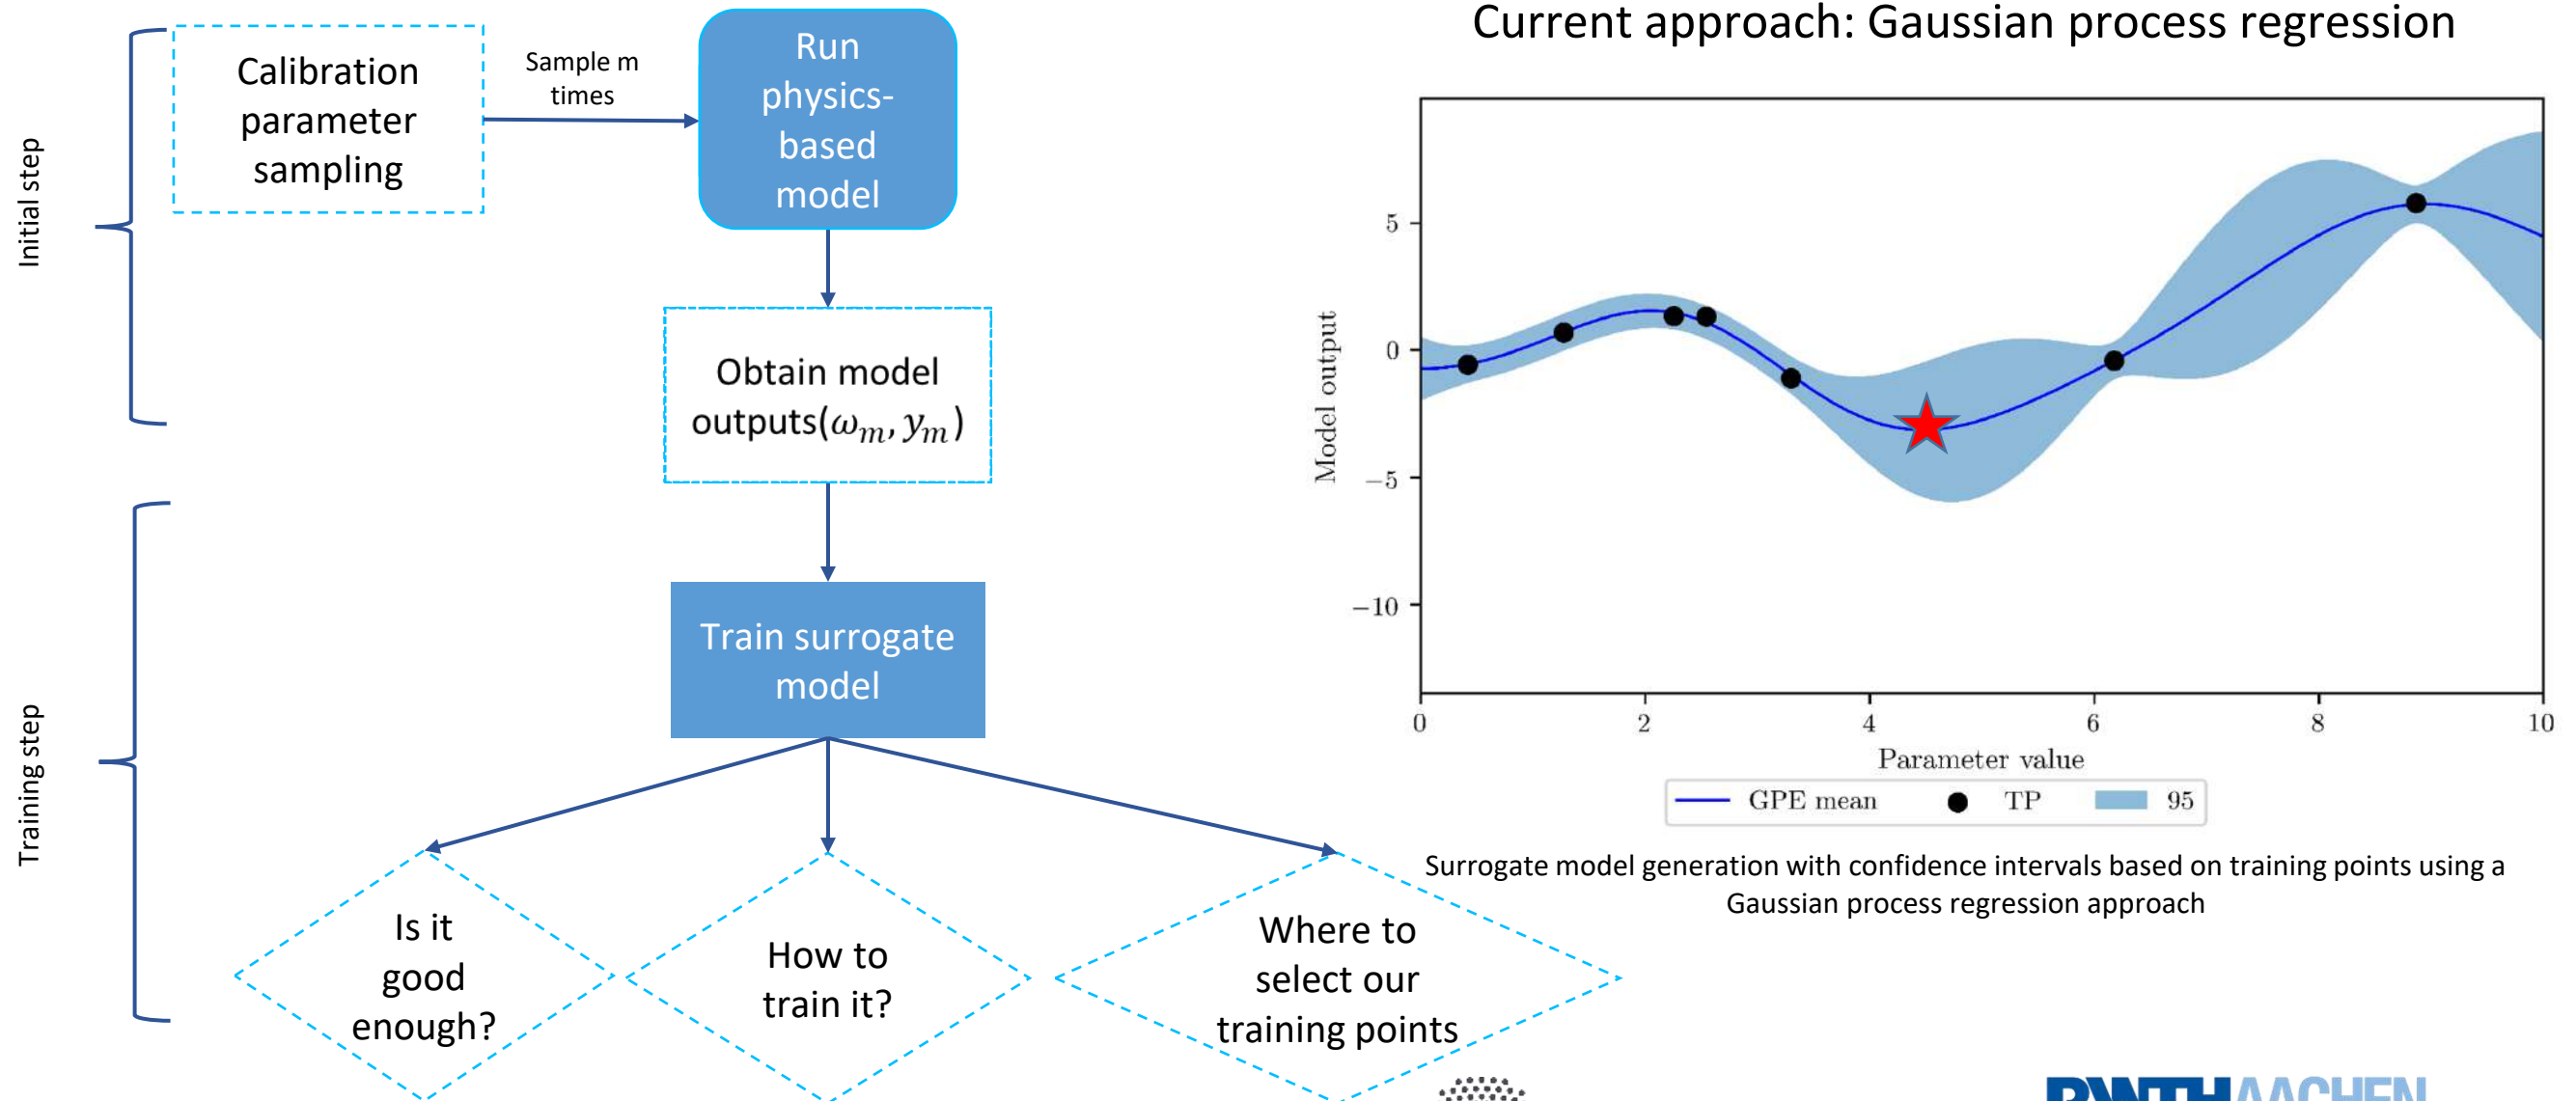 Current approach: Gaussian process regression
Initial step
Calibration
parameter
sampling
Sample m
times
Run
physics-
based
model
Obtain model
outputs(ω_m, y_m)
Training step
Train surrogate
model
Is it
good
enough?
How to
train it?
Where to
select our
training points
Model output
5
0
−5
−10
0
2
4
6
8
10
Parameter value
GPE mean
TP
95
Surrogate model generation with confidence intervals based on training points using a
Gaussian process regression approach
RWTHAACHEN